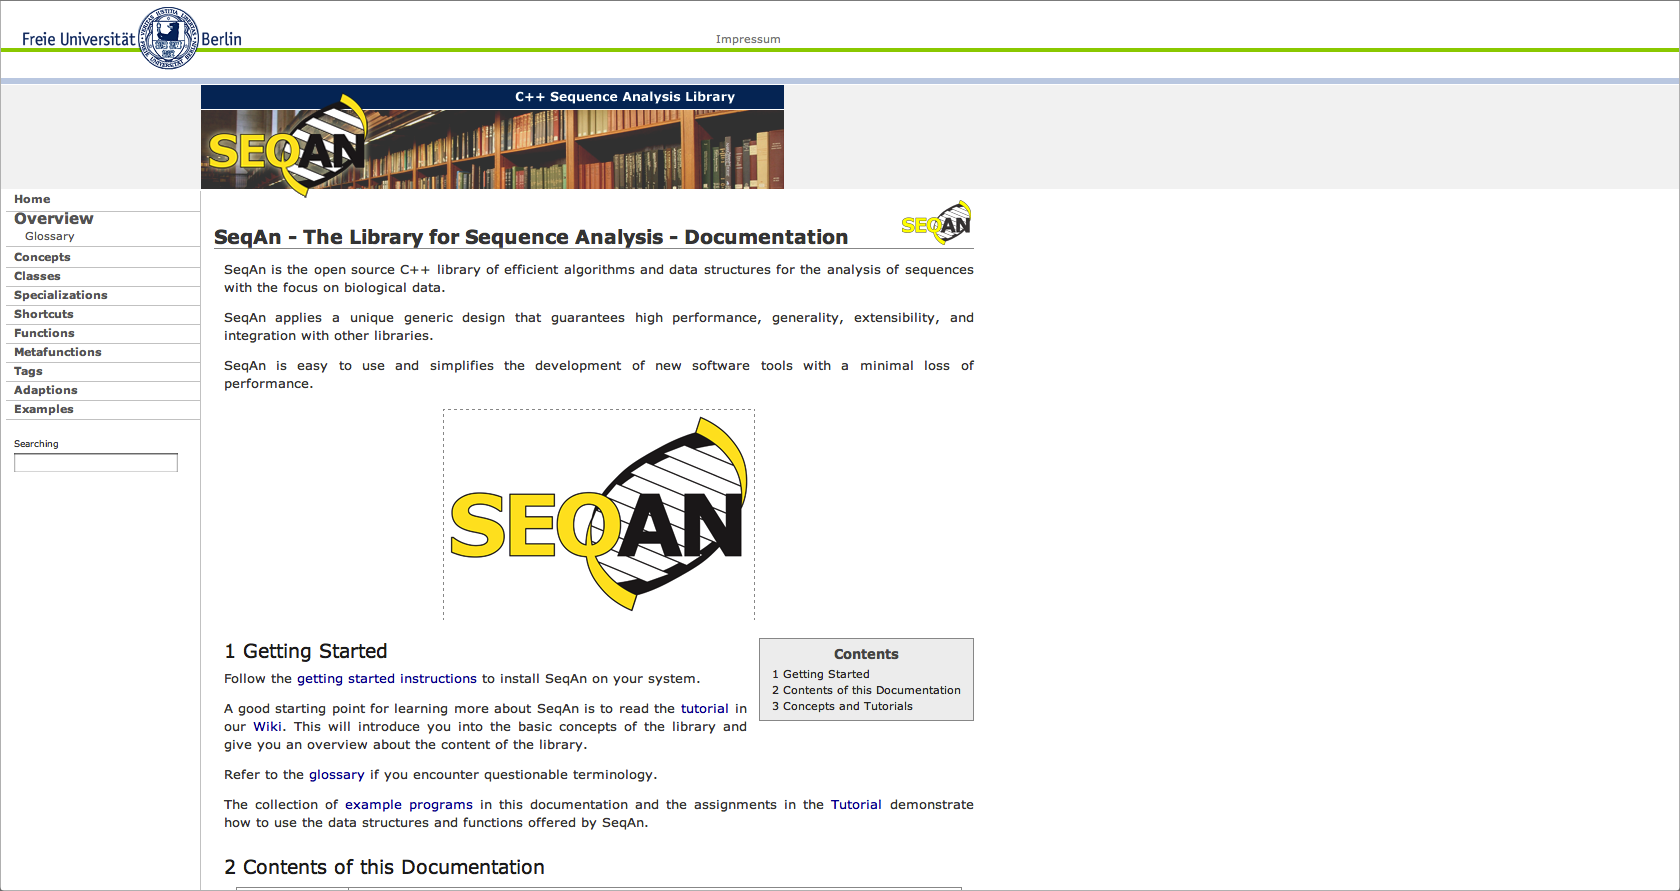 Freie Universität Berlin
Impressum
C++ Sequence Analysis Library
SEQAN
Home
Overview
Glossary
Concepts
Classes
Specializations
Shortcuts
Functions
Metafunctions
Tags
Adaptions
Examples
Searching
SEQAN
SeqAn - The Library for Sequence Analysis - Documentation
SeqAn is the open source C++ library of efficient algorithms and data structures for the analysis of sequences
with the focus on biological data.
SeqAn applies a unique generic design that guarantees high performance, generality, extensibility, and
integration with other libraries.
SeqAn is easy to use and simplifies the development of new software tools with a minimal loss of
performance.
SEQAN
1 Getting Started
Follow the getting started instructions to install SeqAn on your system.
A good starting point for learning more about SeqAn is to read the tutorial in
our Wiki. This will introduce you into the basic concepts of the library and
give you an overview about the content of the library.
Refer to the glossary if you encounter questionable terminology.
The collection of example programs in this documentation and the assignments in the Tutorial demonstrate
how to use the data structures and functions offered by SeqAn.
Contents
1 Getting Started
2 Contents of this Documentation
3 Concepts and Tutorials
2 Contents of this Documentation